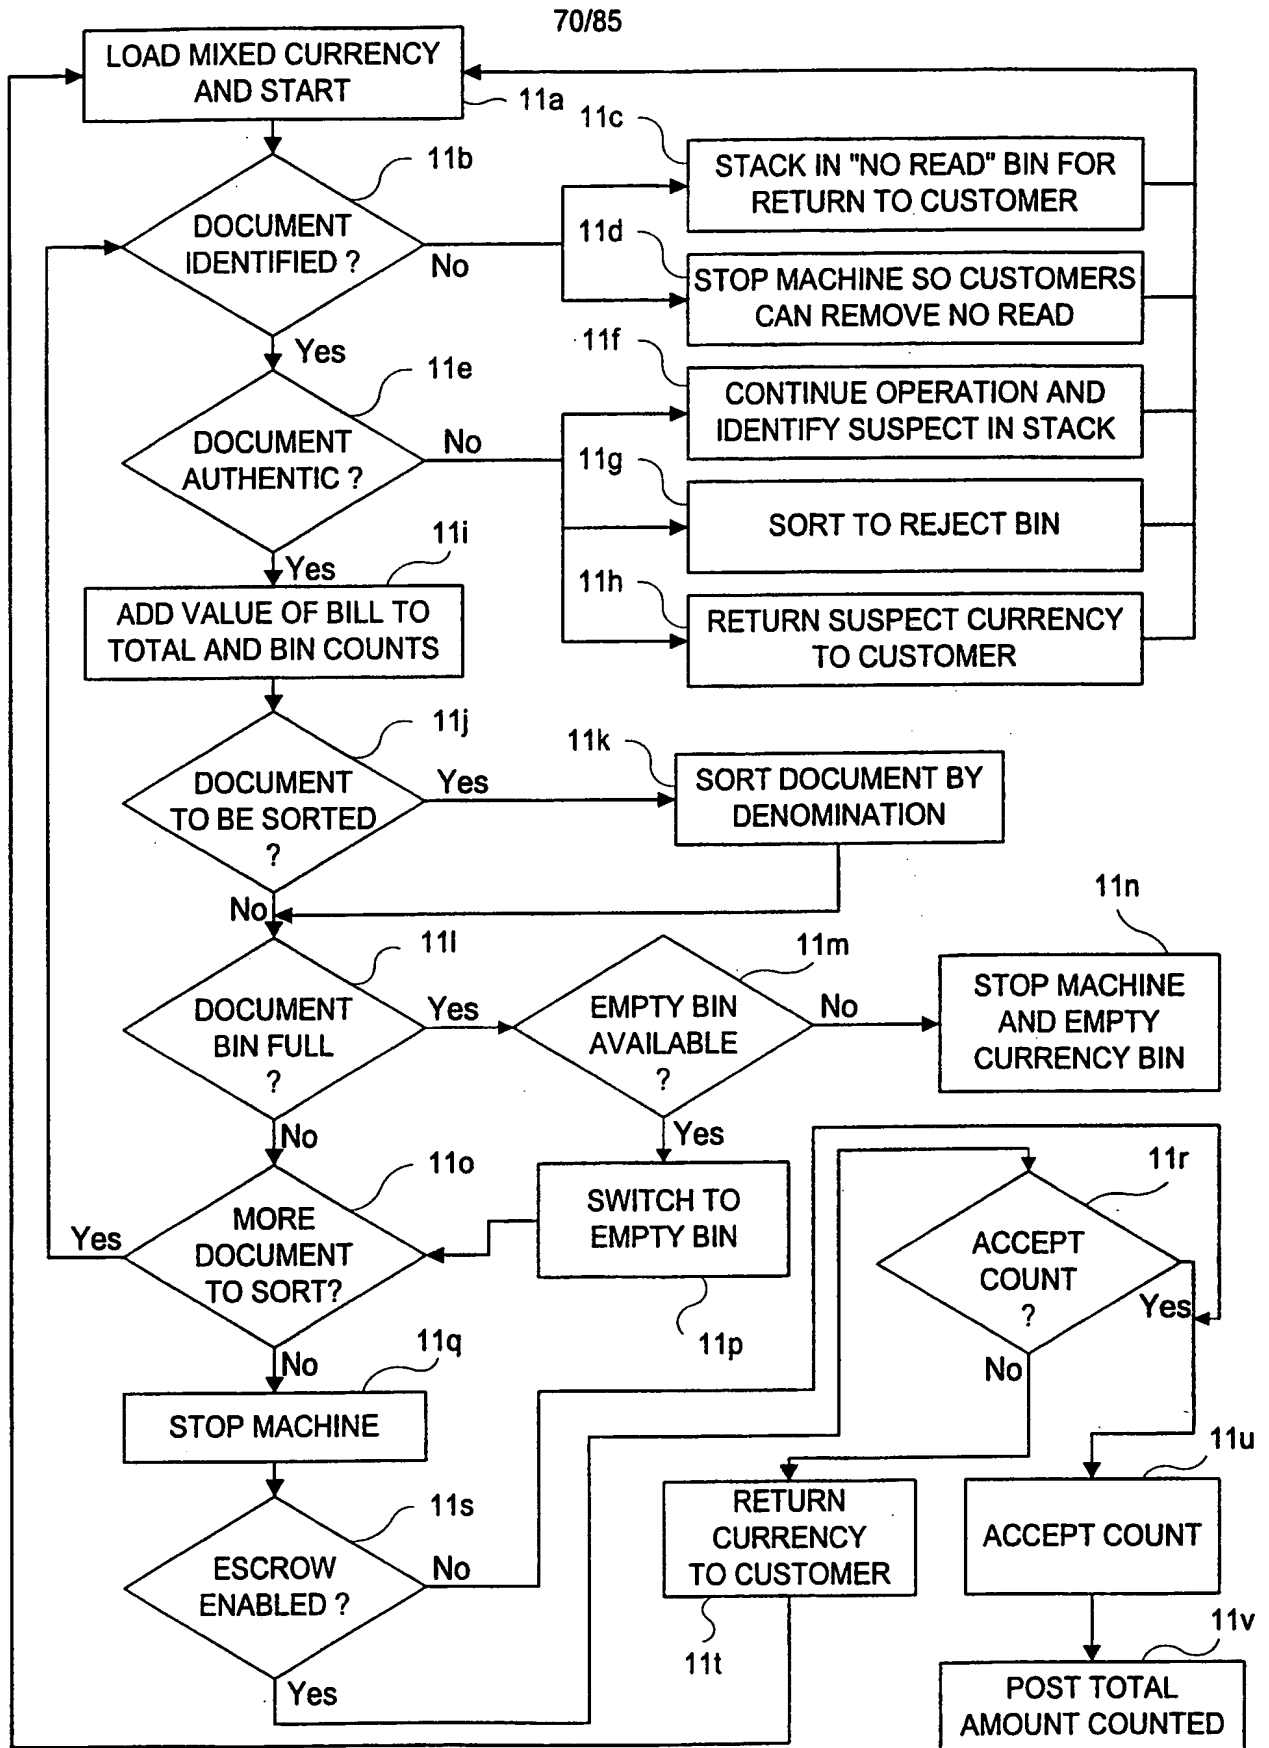 70/85
LOAD MIXED CURRENCY
AND START
11a
11b
DOCUMENT
IDENTIFIED ?
No
Yes
11c
STACK IN "NO READ" BIN FOR
RETURN TO CUSTOMER
11d
STOP MACHINE SO CUSTOMERS
CAN REMOVE NO READ
11e
DOCUMENT
AUTHENTIC ?
No
Yes
11f
CONTINUE OPERATION AND
IDENTIFY SUSPECT IN STACK
11g
SORT TO REJECT BIN
11h
RETURN SUSPECT CURRENCY
TO CUSTOMER
11i
ADD VALUE OF BILL TO
TOTAL AND BIN COUNTS
11j
DOCUMENT
TO BE SORTED
?
Yes
No
11k
SORT DOCUMENT BY
DENOMINATION
11l
DOCUMENT
BIN FULL
?
Yes
No
11m
EMPTY BIN
AVAILABLE
?
No
Yes
11n
STOP MACHINE
AND EMPTY
CURRENCY BIN
11o
MORE
DOCUMENT
TO SORT?
Yes
No
SWITCH TO
EMPTY BIN
11p
11r
ACCEPT
COUNT
?
Yes
No
11q
STOP MACHINE
11s
ESCROW
ENABLED ?
No
Yes
RETURN
CURRENCY
TO CUSTOMER
11t
11u
ACCEPT COUNT
11v
POST TOTAL
AMOUNT COUNTED